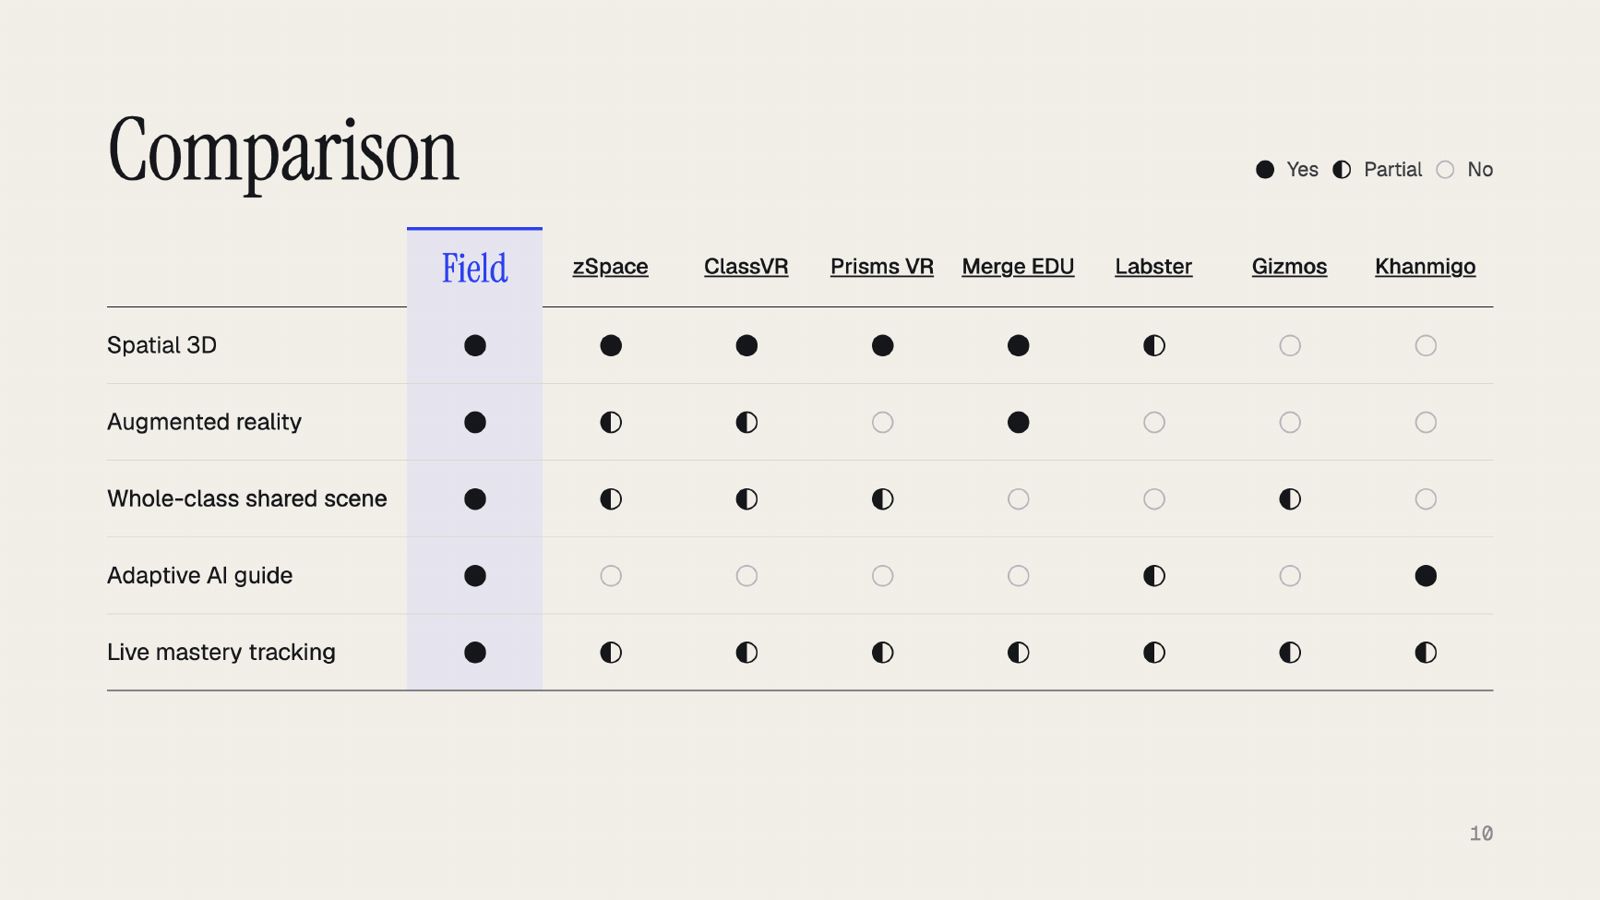 Comparison
Yes Partial No
Field zSpace ClassVR Prisms VR Merge EDU Labster Gizmos Khanmigo
Spatial 3D
Augmented reality
Whole-class shared scene
Adaptive AI guide
Live mastery tracking
10